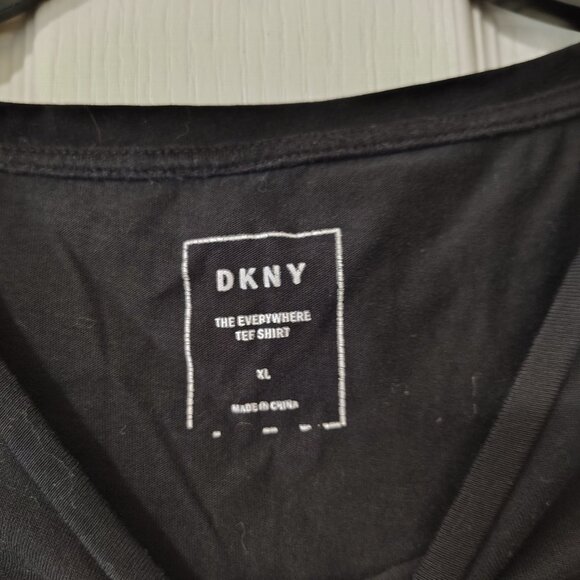 DKNY
THE EVERYWHERE
TEE SHIRT
XL
MADE IN CHINA